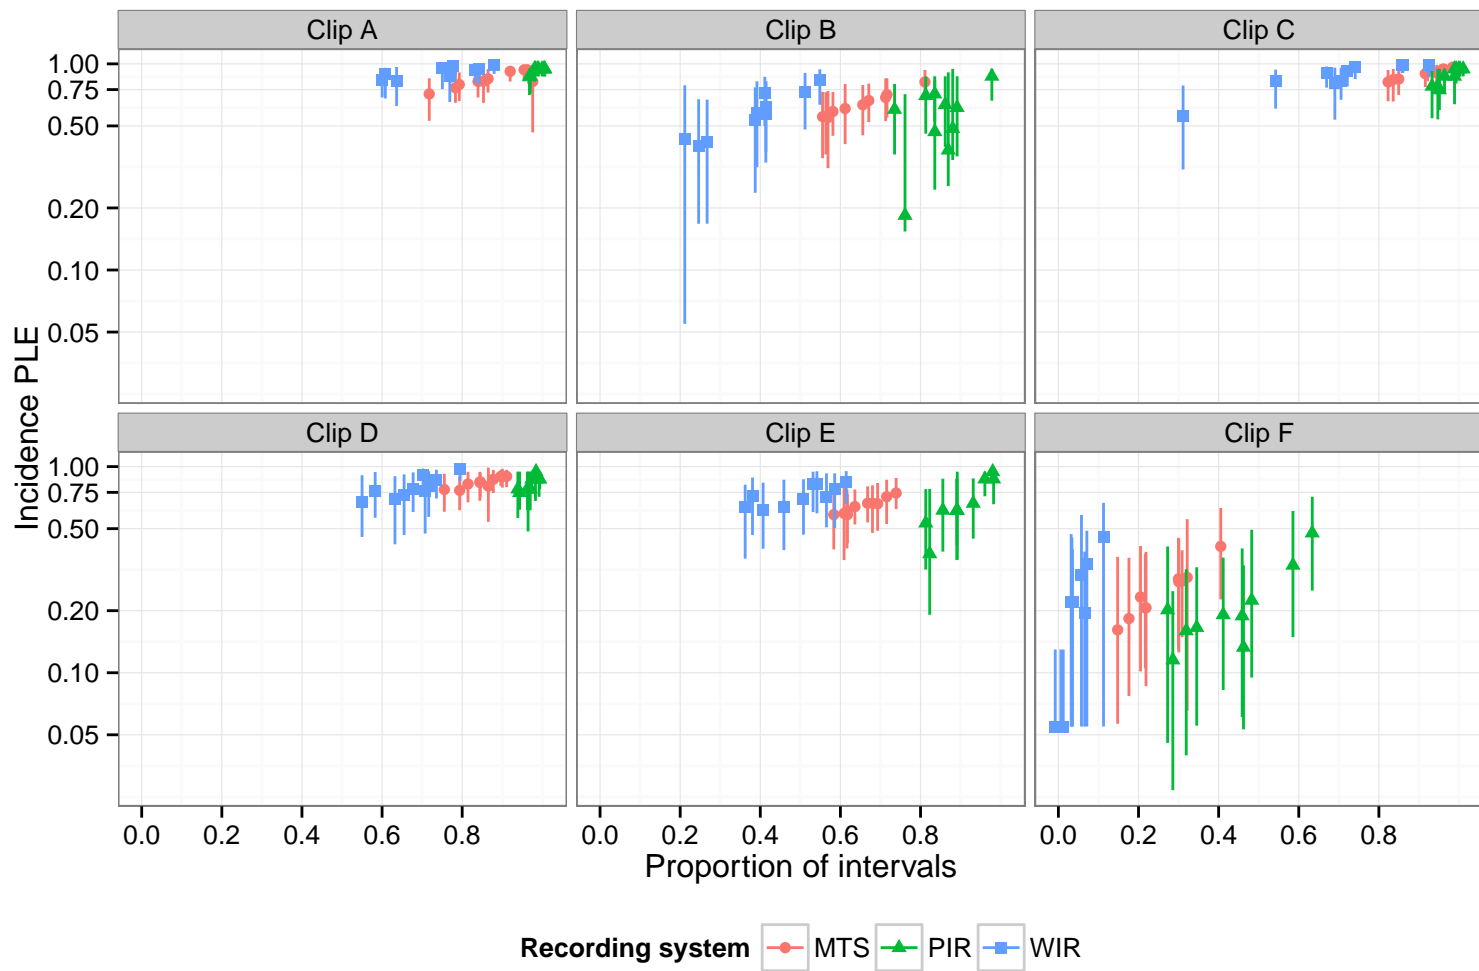 Clip A Clip B Clip C
1.00
0.75
0.50
0.20
0.10
0.05
Incidence PLE
Clip D Clip E Clip F
1.00
0.75
0.50
0.20
0.10
0.05
0.0 0.2 0.4 0.6 0.8 0.0 0.2 0.4 0.6 0.8 0.0 0.2 0.4 0.6 0.8
Proportion of intervals
Recording system MTS PIR WIR